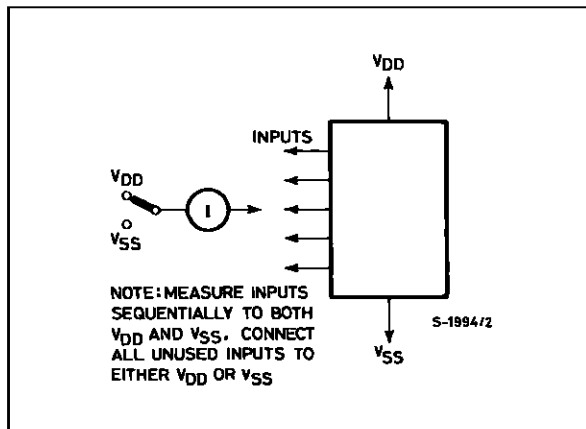 VDD
INPUTS
VDD
I
VSS
NOTE: MEASURE INPUTS
SEQUENTIALLY TO BOTH
VDD AND VSS. CONNECT
ALL UNUSED INPUTS TO
EITHER VDD OR VSS
S-1994/2
VSS